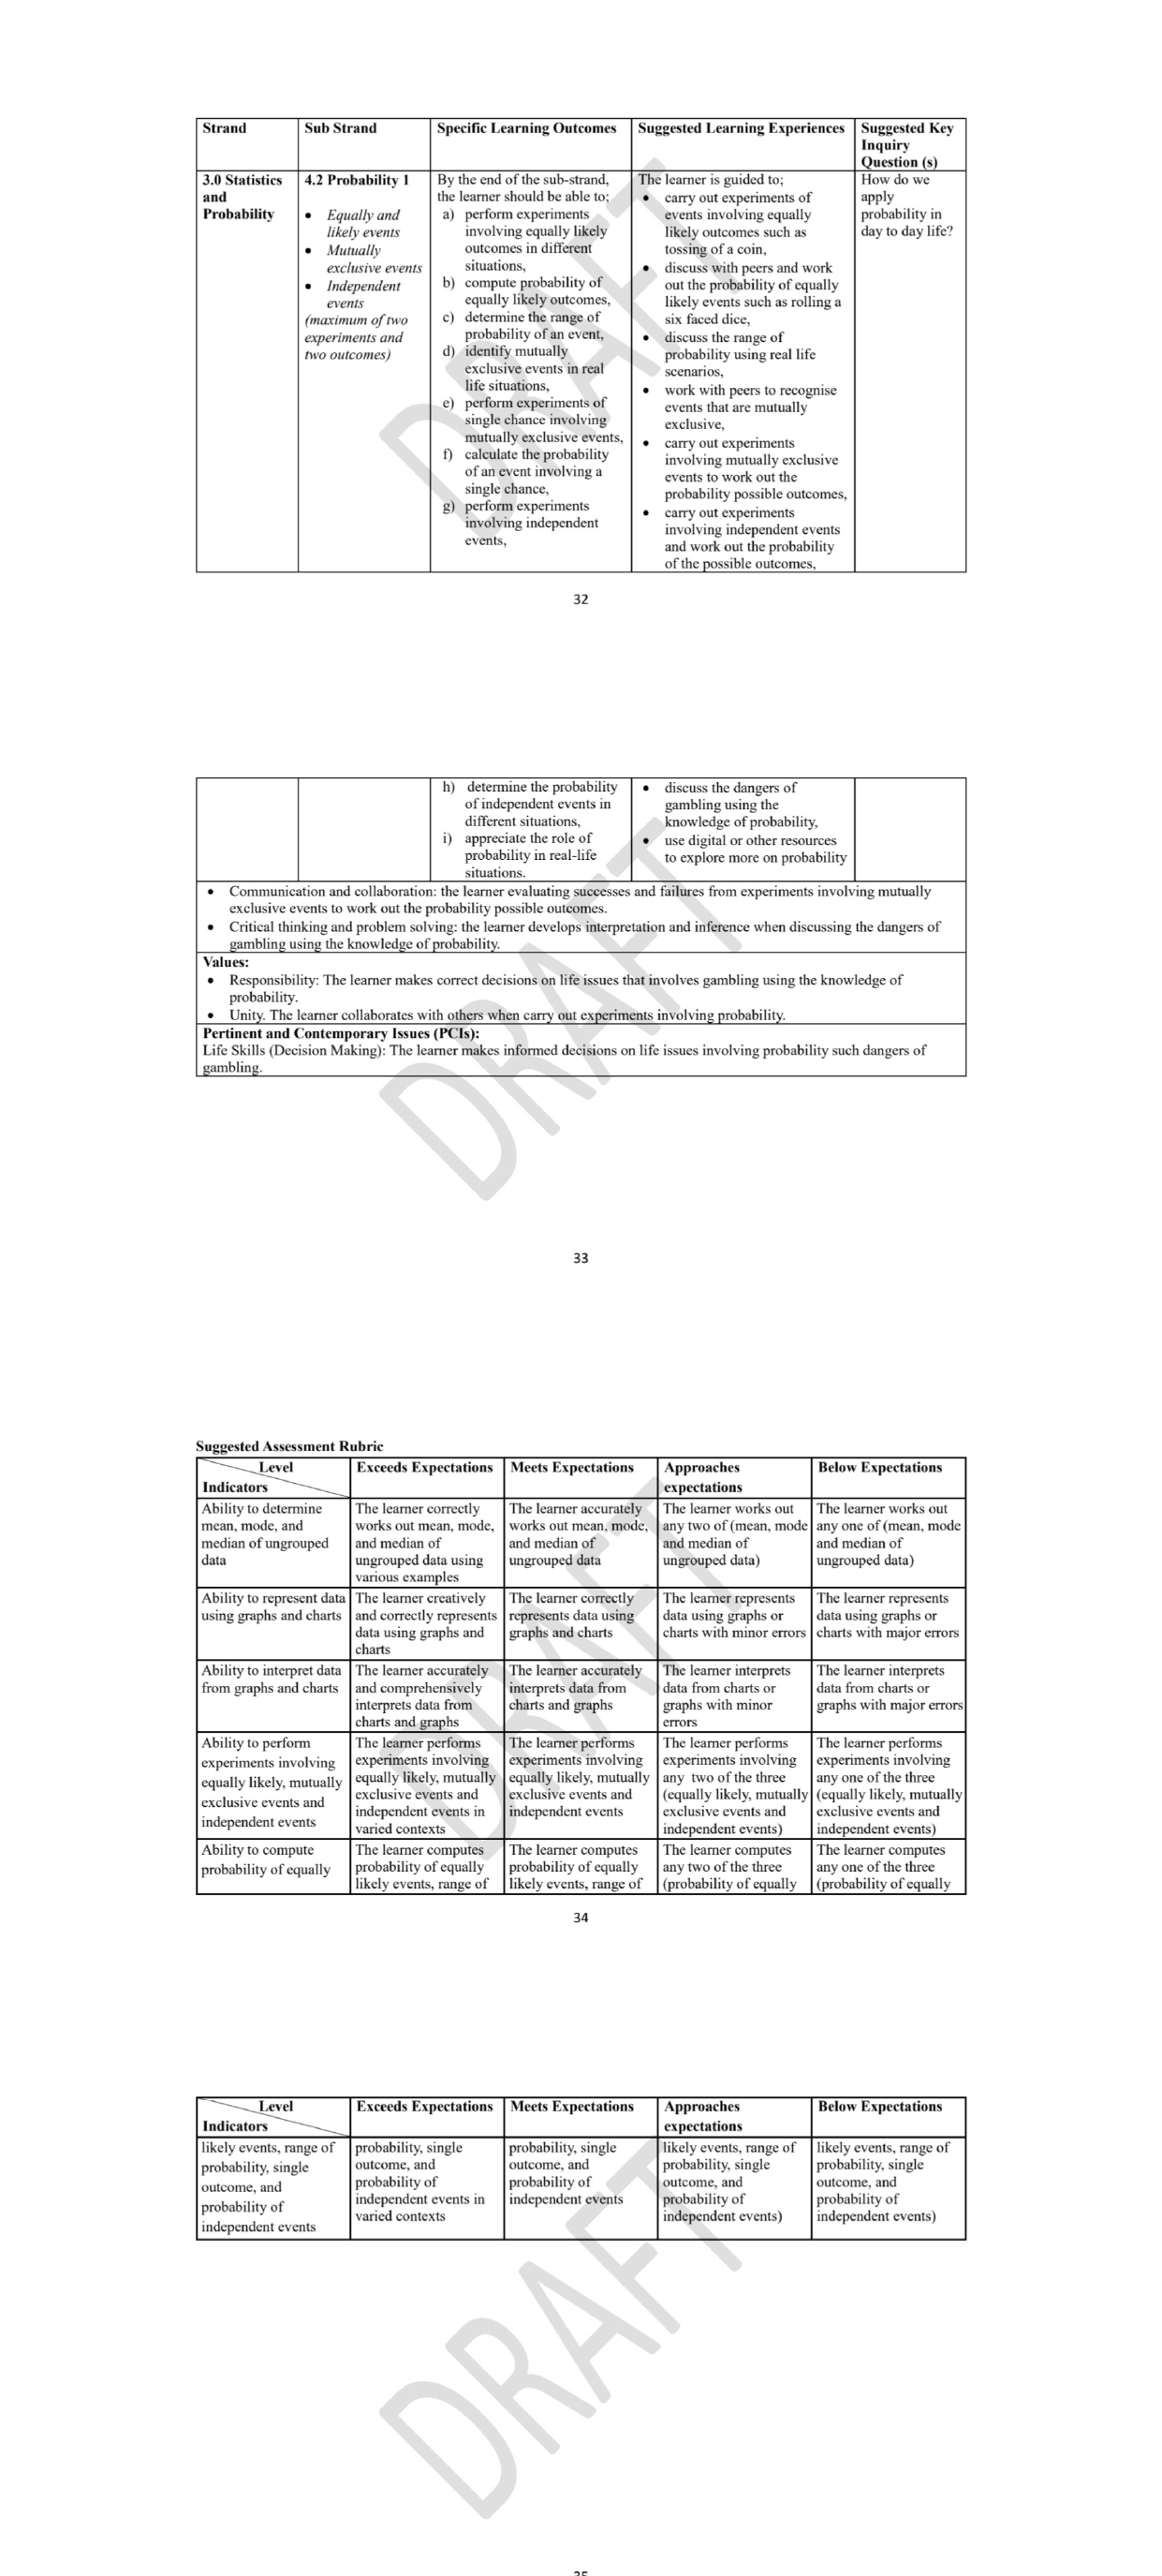 Strand
Sub Strand
Specific Learning Outcomes
Suggested Learning Experiences
Suggested Key
Inquiry
Question (s)
3.0 Statistics
and
Probability
4.2 Probability 1
• Equally and
likely events
• Mutually
exclusive events
• Independent
events
(maximum of two
experiments and
two outcomes)
By the end of the sub-strand,
the learner should be able to;
a) perform experiments
involving equally likely
outcomes in different
situations,
b) compute probability of
equally likely outcomes,
c) determine the range of
probability of an event,
d) identify mutually
exclusive events in real
life situations,
e) perform experiments of
single chance involving
mutually exclusive events,
f) calculate the probability
of an event involving a
single chance,
g) perform experiments
involving independent
events,
The learner is guided to;
• carry out experiments of
events involving equally
likely outcomes such as
tossing of a coin,
• discuss with peers and work
out the probability of equally
likely events such as rolling a
six faced dice,
• discuss the range of
probability using real life
scenarios,
• work with peers to recognise
events that are mutually
exclusive,
• carry out experiments
involving mutually exclusive
events to work out the
probability possible outcomes,
• carry out experiments
involving independent events
and work out the probability
of the possible outcomes,
How do we
apply
probability in
day to day life?
DRAFT
32
h) determine the probability
of independent events in
different situations,
i) appreciate the role of
probability in real-life
situations.
• discuss the dangers of
gambling using the
knowledge of probability,
• use digital or other resources
to explore more on probability
• Communication and collaboration: the learner evaluating successes and failures from experiments involving mutually
exclusive events to work out the probability possible outcomes.
• Critical thinking and problem solving: the learner develops interpretation and inference when discussing the dangers of
gambling using the knowledge of probability.
Values:
• Responsibility: The learner makes correct decisions on life issues that involves gambling using the knowledge of
probability.
• Unity. The learner collaborates with others when carry out experiments involving probability.
Pertinent and Contemporary Issues (PCIs):
Life Skills (Decision Making): The learner makes informed decisions on life issues involving probability such dangers of
gambling.
DRAFT
33
Suggested Assessment Rubric
Level
Indicators
Exceeds Expectations
Meets Expectations
Approaches
expectations
Below Expectations
Ability to determine
mean, mode, and
median of ungrouped
data
The learner correctly
works out mean, mode,
and median of
ungrouped data using
various examples
The learner accurately
works out mean, mode,
and median of
ungrouped data
The learner works out
any two of (mean, mode
and median of
ungrouped data)
The learner works out
any one of (mean, mode
and median of
ungrouped data)
Ability to represent data
using graphs and charts
The learner creatively
and correctly represents
data using graphs and
charts
The learner correctly
represents data using
graphs and charts
The learner represents
data using graphs or
charts with minor errors
The learner represents
data using graphs or
charts with major errors
Ability to interpret data
from graphs and charts
The learner accurately
and comprehensively
interprets data from
charts and graphs
The learner accurately
interprets data from
charts and graphs
The learner interprets
data from charts or
graphs with minor
errors
The learner interprets
data from charts or
graphs with major errors
Ability to perform
experiments involving
equally likely, mutually
exclusive events and
independent events
The learner performs
experiments involving
equally likely, mutually
exclusive events and
independent events in
varied contexts
The learner performs
experiments involving
equally likely, mutually
exclusive events and
independent events
The learner performs
experiments involving
any two of the three
(equally likely, mutually
exclusive events and
independent events)
The learner performs
experiments involving
any one of the three
(equally likely, mutually
exclusive events and
independent events)
Ability to compute
probability of equally
The learner computes
probability of equally
likely events, range of
The learner computes
probability of equally
likely events, range of
The learner computes
any two of the three
(probability of equally
The learner computes
any one of the three
(probability of equally
DRAFT
34
Level
Indicators
Exceeds Expectations
Meets Expectations
Approaches
expectations
Below Expectations
likely events, range of
probability, single
outcome, and
probability of
independent events
probability, single
outcome, and
probability of
independent events in
varied contexts
probability, single
outcome, and
probability of
independent events
likely events, range of
probability, single
outcome, and
probability of
independent events)
likely events, range of
probability, single
outcome, and
probability of
independent events)
DRAFT